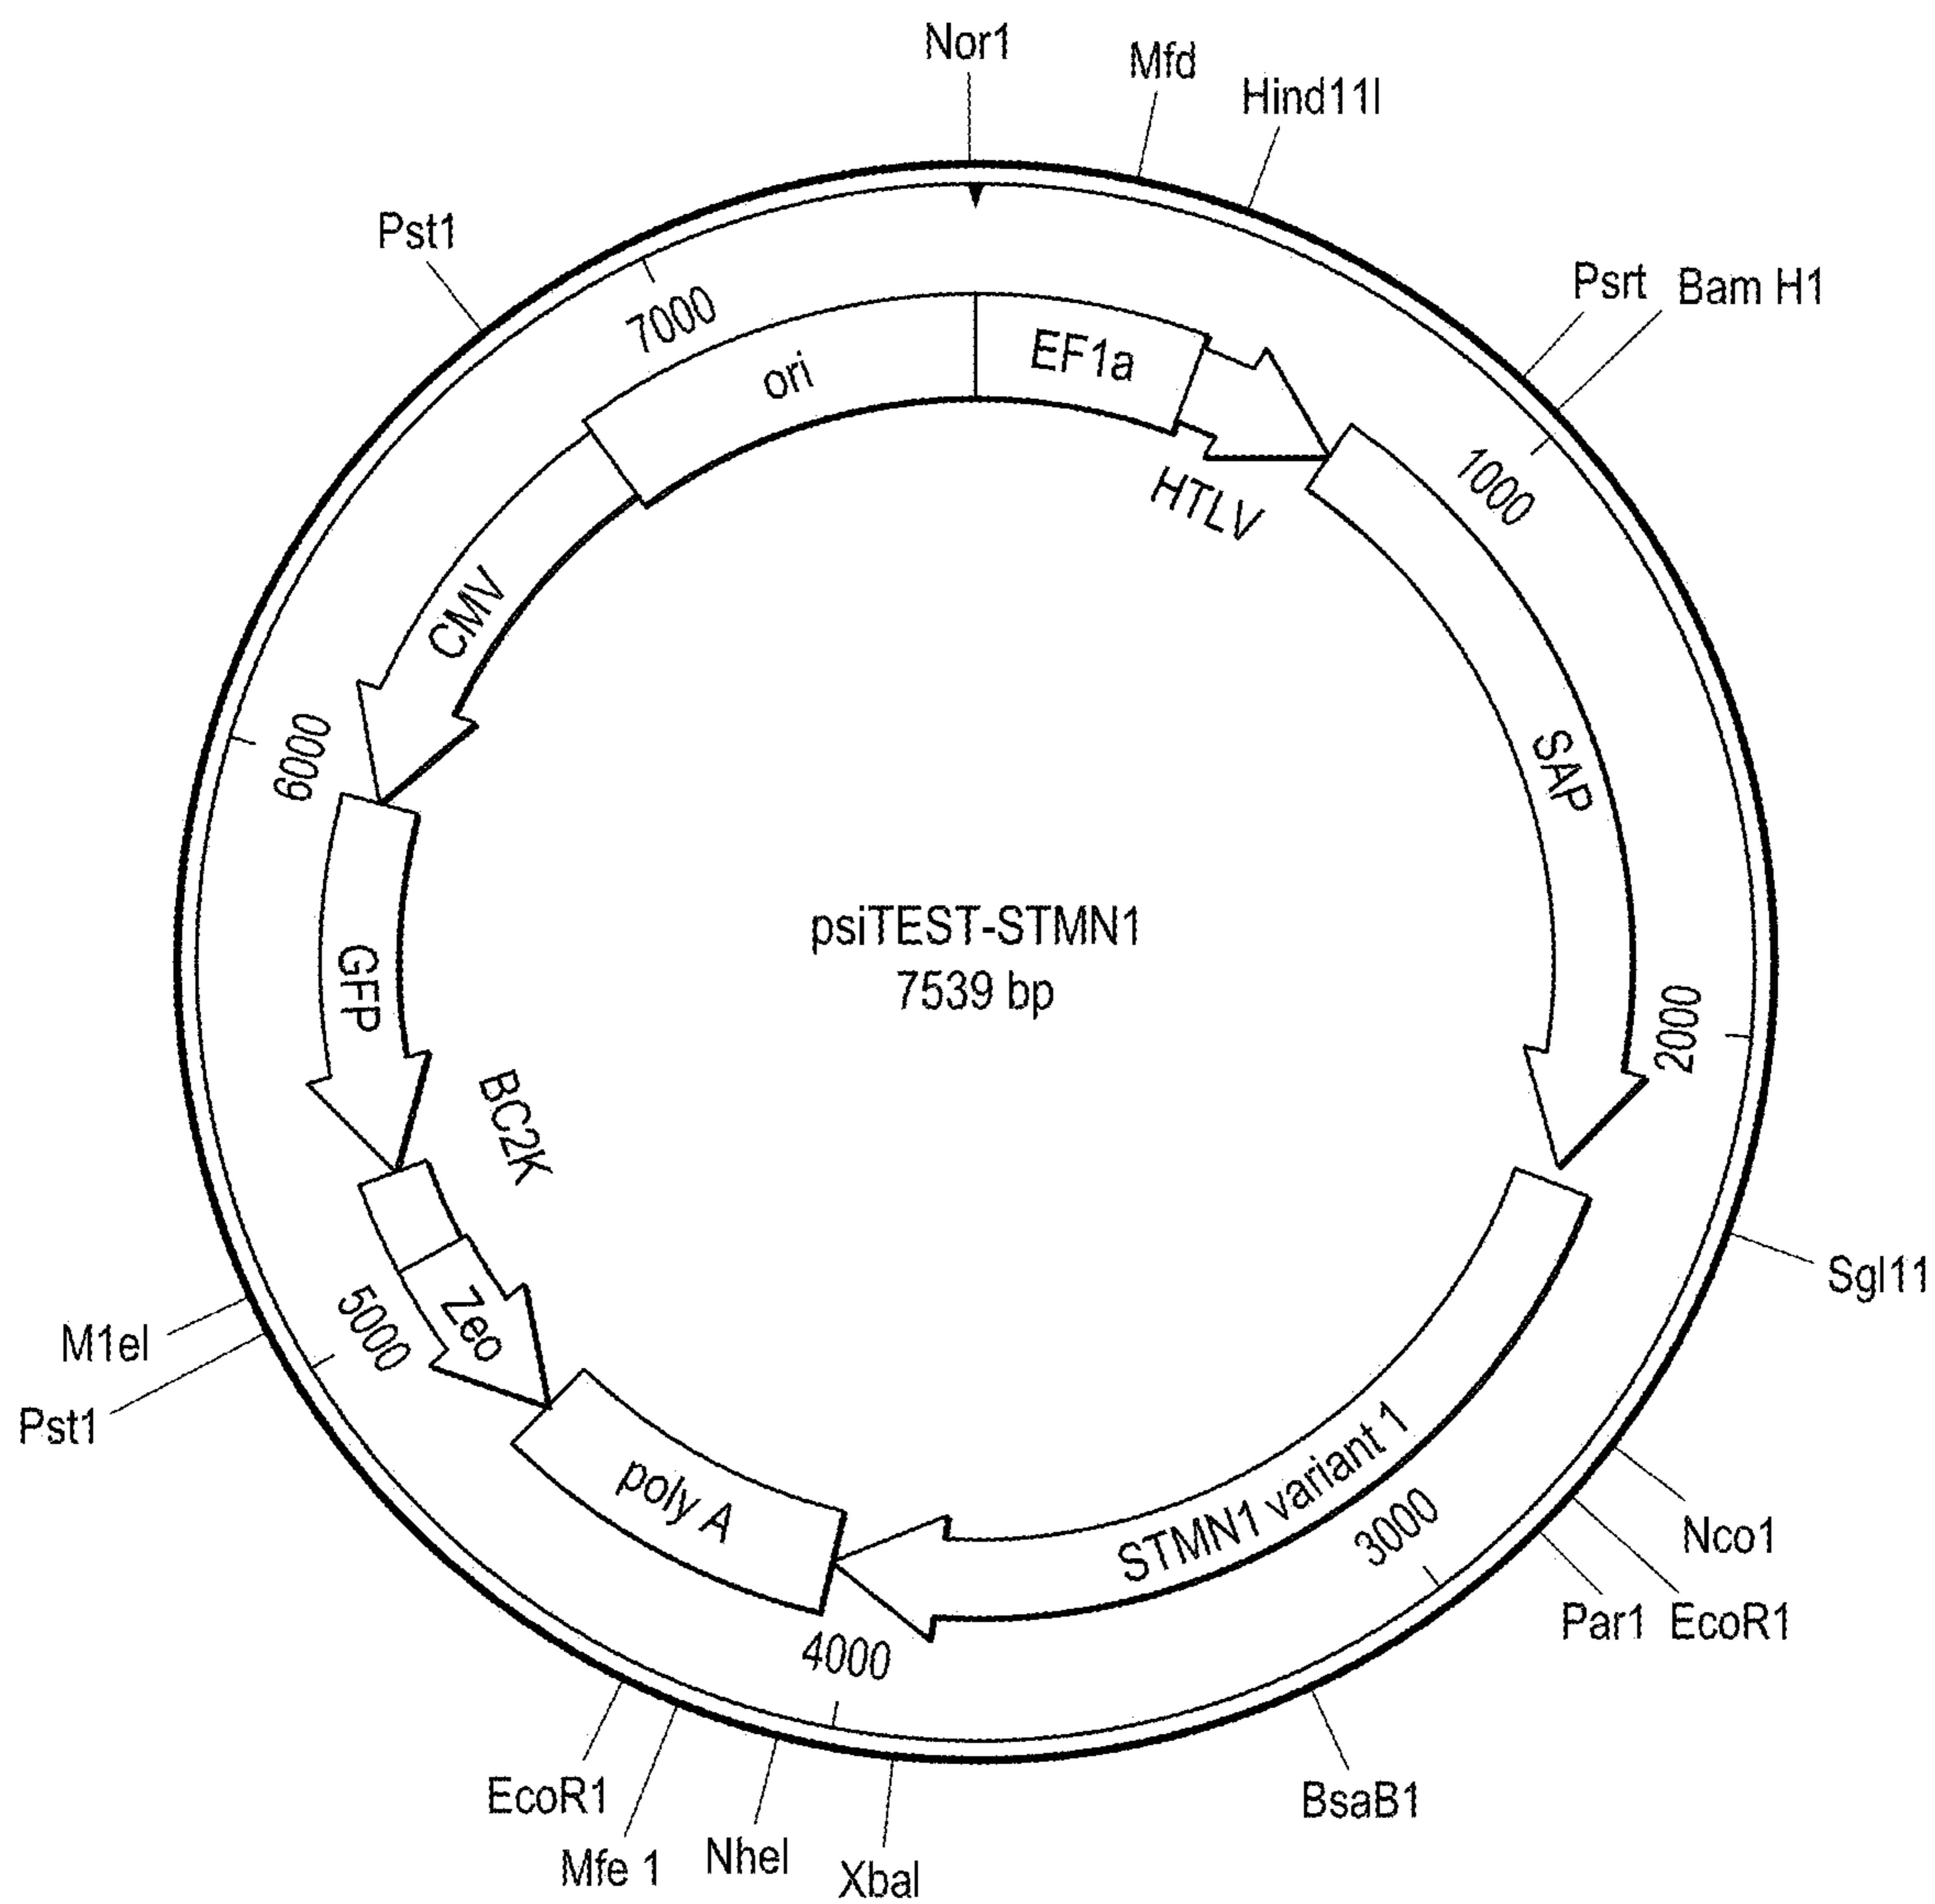 Nor1
Mfd
Hind11l
Pst1
Psrt
Bam H1
7000
ori
EF1a
HTLV
1000
CMV
SAP
6000
psiTEST-STMN1
7539 bp
GFP
2000
BC2K
Sgl11
M1el
5000
Zeo
Pst1
poly A
STMN1 variant 1
3000
Nco1
Par1
EcoR1
4000
EcoR1
BsaB1
Mfe 1
Nhel
Xbal